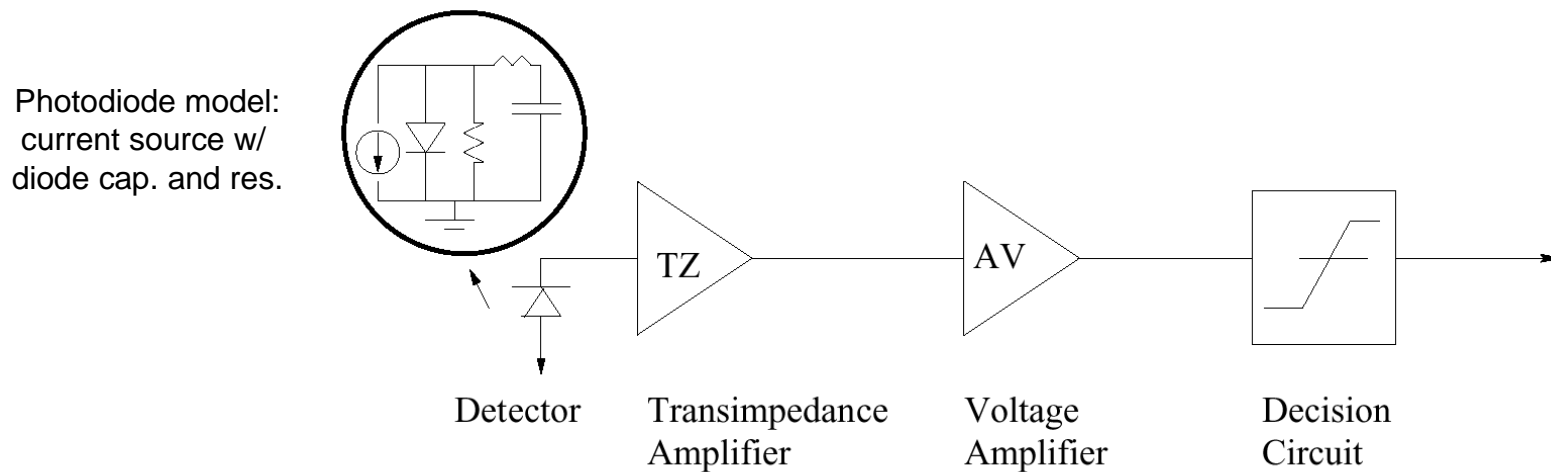 Photodiode model:
current source w/
diode cap. and res.
TZ
AV
Detector
Transimpedance
Amplifier
Voltage
Amplifier
Decision
Circuit